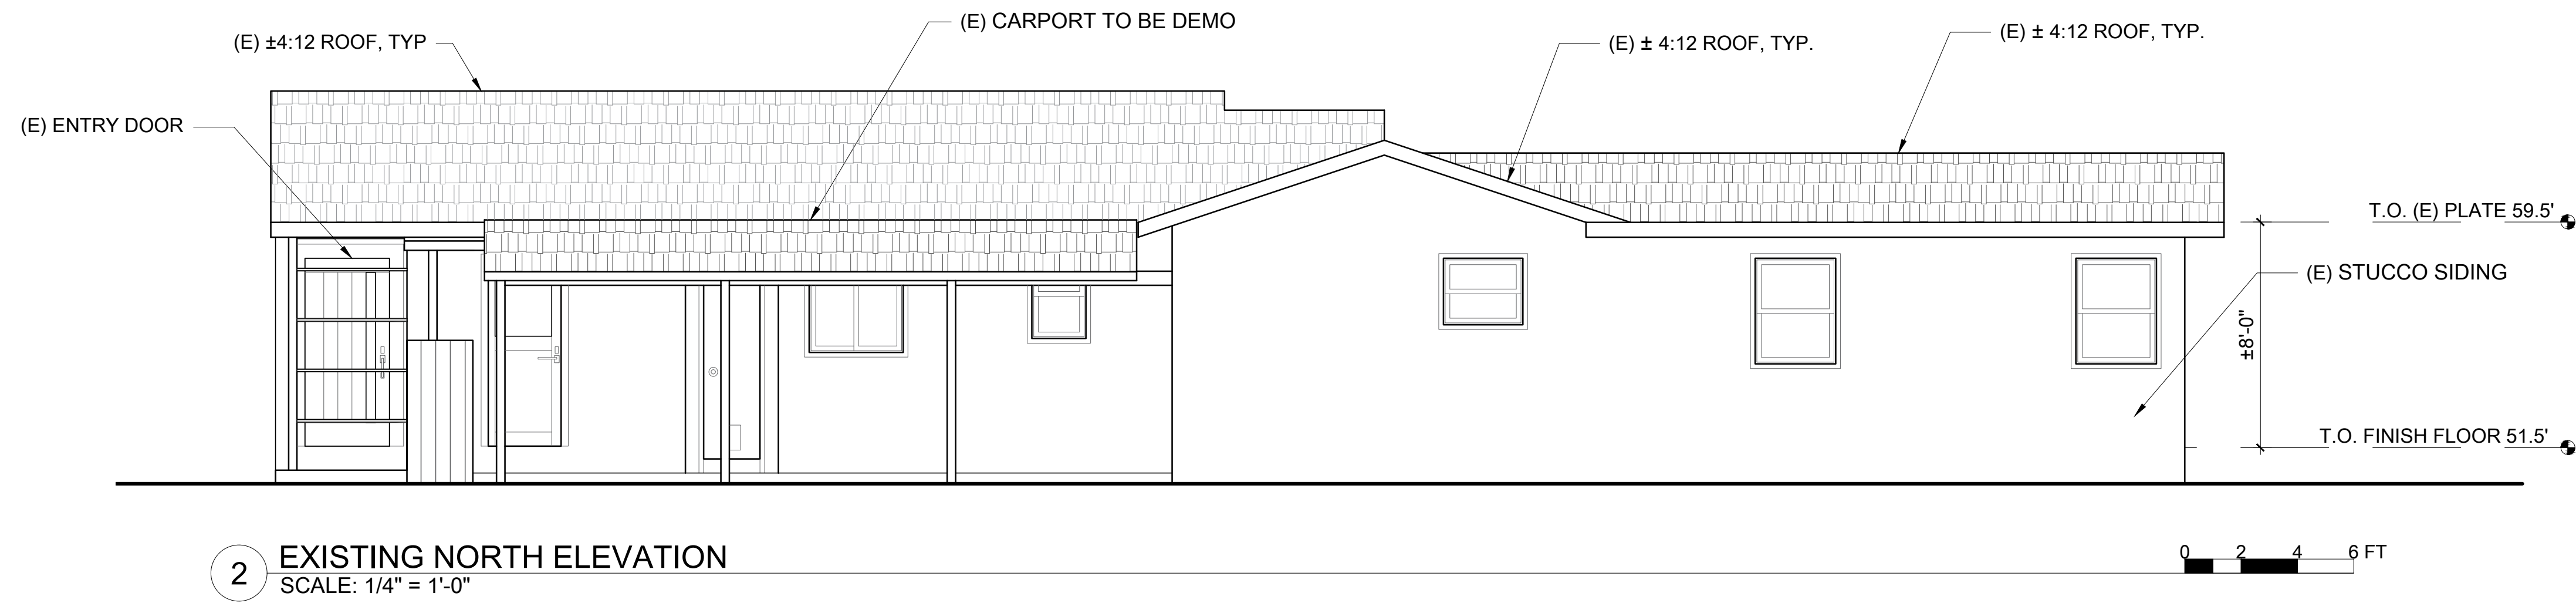 (E) CARPORT TO BE DEMO
(E) ±4:12 ROOF, TYP
(E) ± 4:12 ROOF, TYP.
(E) ± 4:12 ROOF, TYP.
(E) ENTRY DOOR
T.O. (E) PLATE 59.5'
(E) STUCCO SIDING
±8'-0"
T.O. FINISH FLOOR 51.5'
2
EXISTING NORTH ELEVATION
SCALE: 1/4" = 1'-0"
0 2 4 6 FT